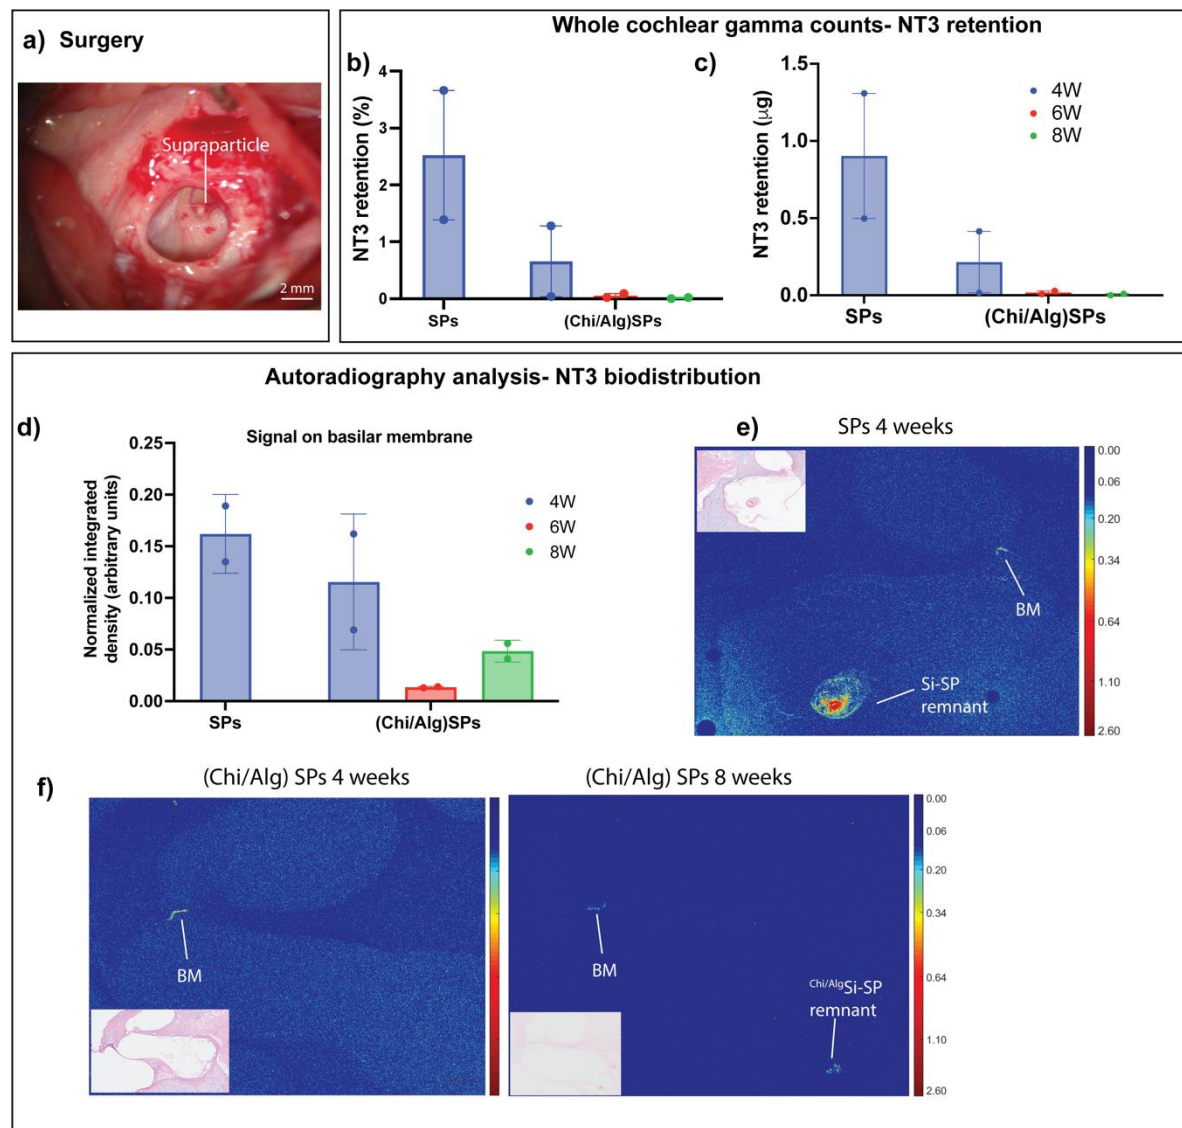 a) Surgery
Supraparticle
2 mm
Whole cochlear gamma counts- NT3 retention
b)
NT3 retention (%)
4
3
2
1
0
SPs
(Chi/Alg)SPs
c)
NT3 retention (μg)
1.5
1.0
0.5
0.0
SPs
(Chi/Alg)SPs
4W
6W
8W
Autoradiography analysis- NT3 biodistribution
d)
Signal on basilar membrane
Normalized integrated
density (arbitrary units)
0.25
0.20
0.15
0.10
0.05
0.00
SPs
(Chi/Alg)SPs
4W
6W
8W
e)
SPs 4 weeks
BM
Si-SP
remnant
0.00
0.06
0.20
0.34
0.64
1.10
2.60
f)
(Chi/Alg) SPs 4 weeks
BM
(Chi/Alg) SPs 8 weeks
BM
Chi/AlgSi-SP
remnant
0.00
0.06
0.20
0.34
0.64
1.10
2.60